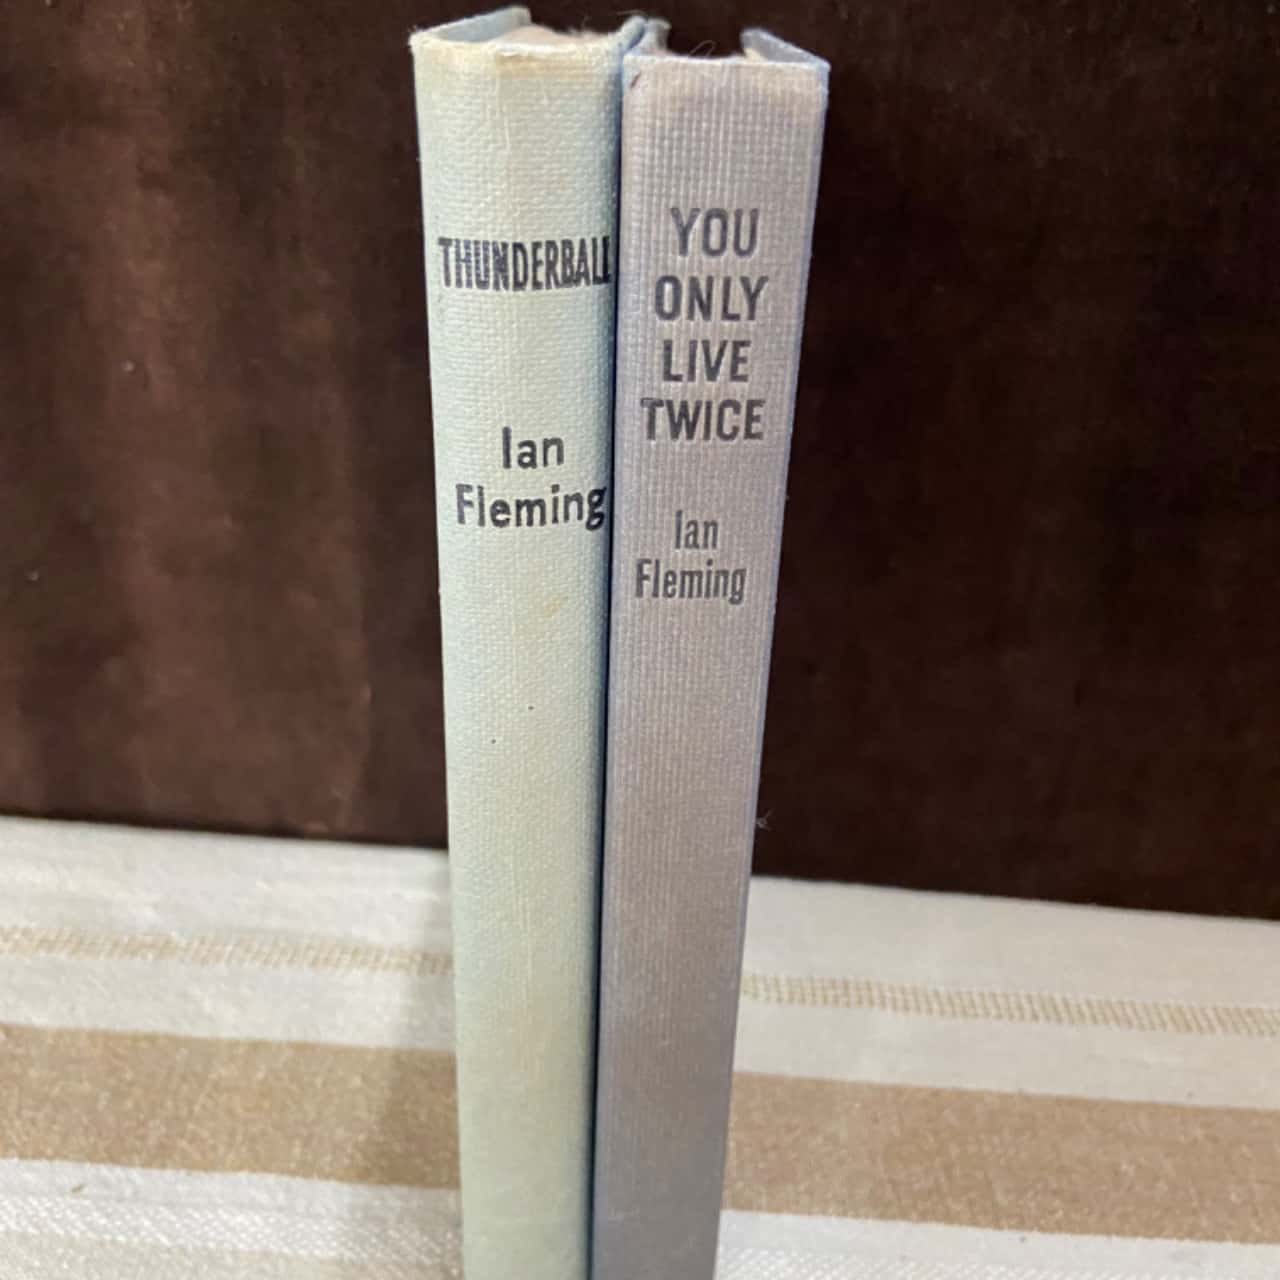 THUNDERBALL
Ian
Fleming
YOU
ONLY
LIVE
TWICE
Ian
Fleming